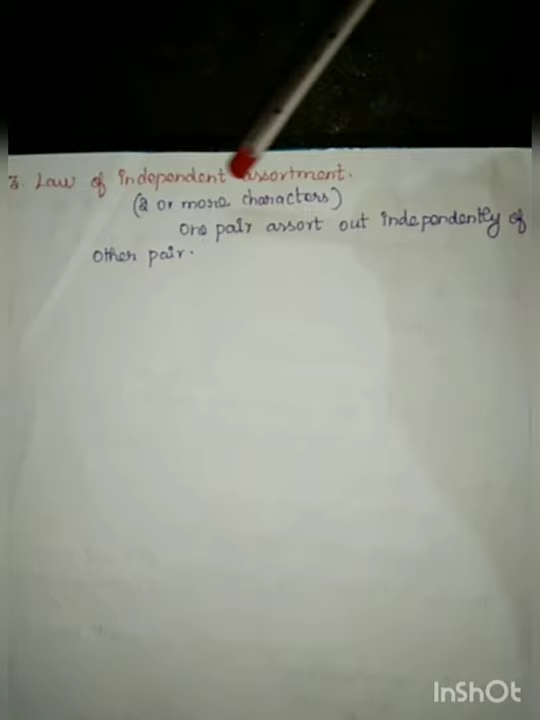 3. Law of Independent assortment.
(2 or more characters)
One pair assort out independently of
other pair.
InShOt